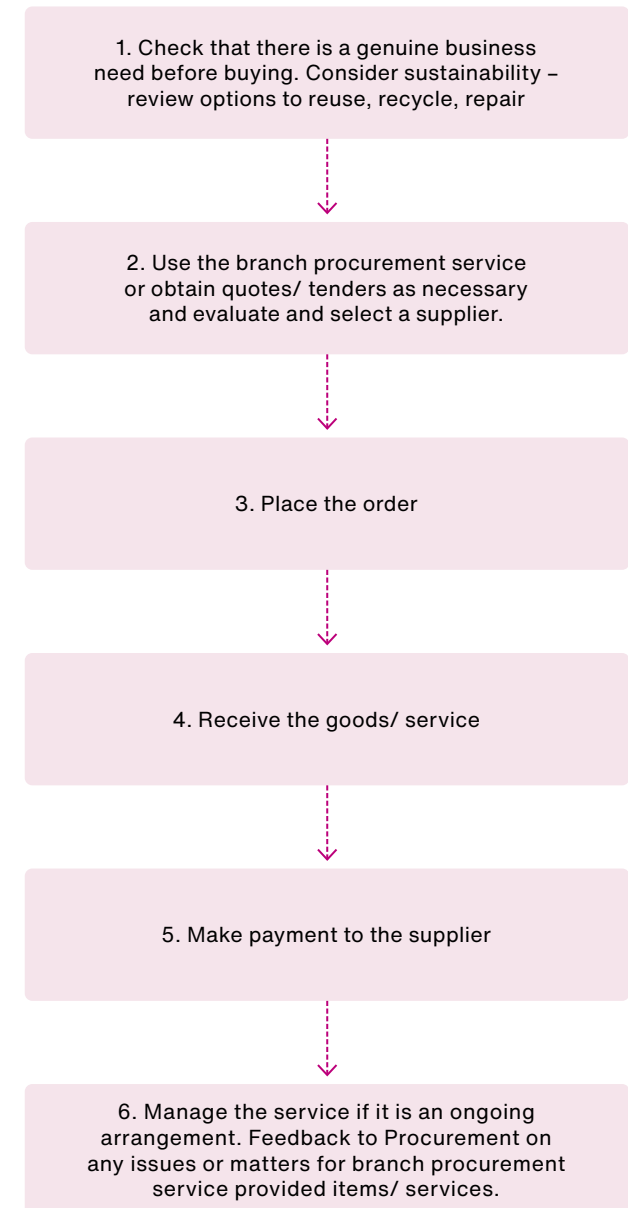 1. Check that there is a genuine business
need before buying. Consider sustainability –
review options to reuse, recycle, repair
2. Use the branch procurement service
or obtain quotes/ tenders as necessary
and evaluate and select a supplier.
3. Place the order
4. Receive the goods/ service
5. Make payment to the supplier
6. Manage the service if it is an ongoing
arrangement. Feedback to Procurement on
any issues or matters for branch procurement
service provided items/ services.